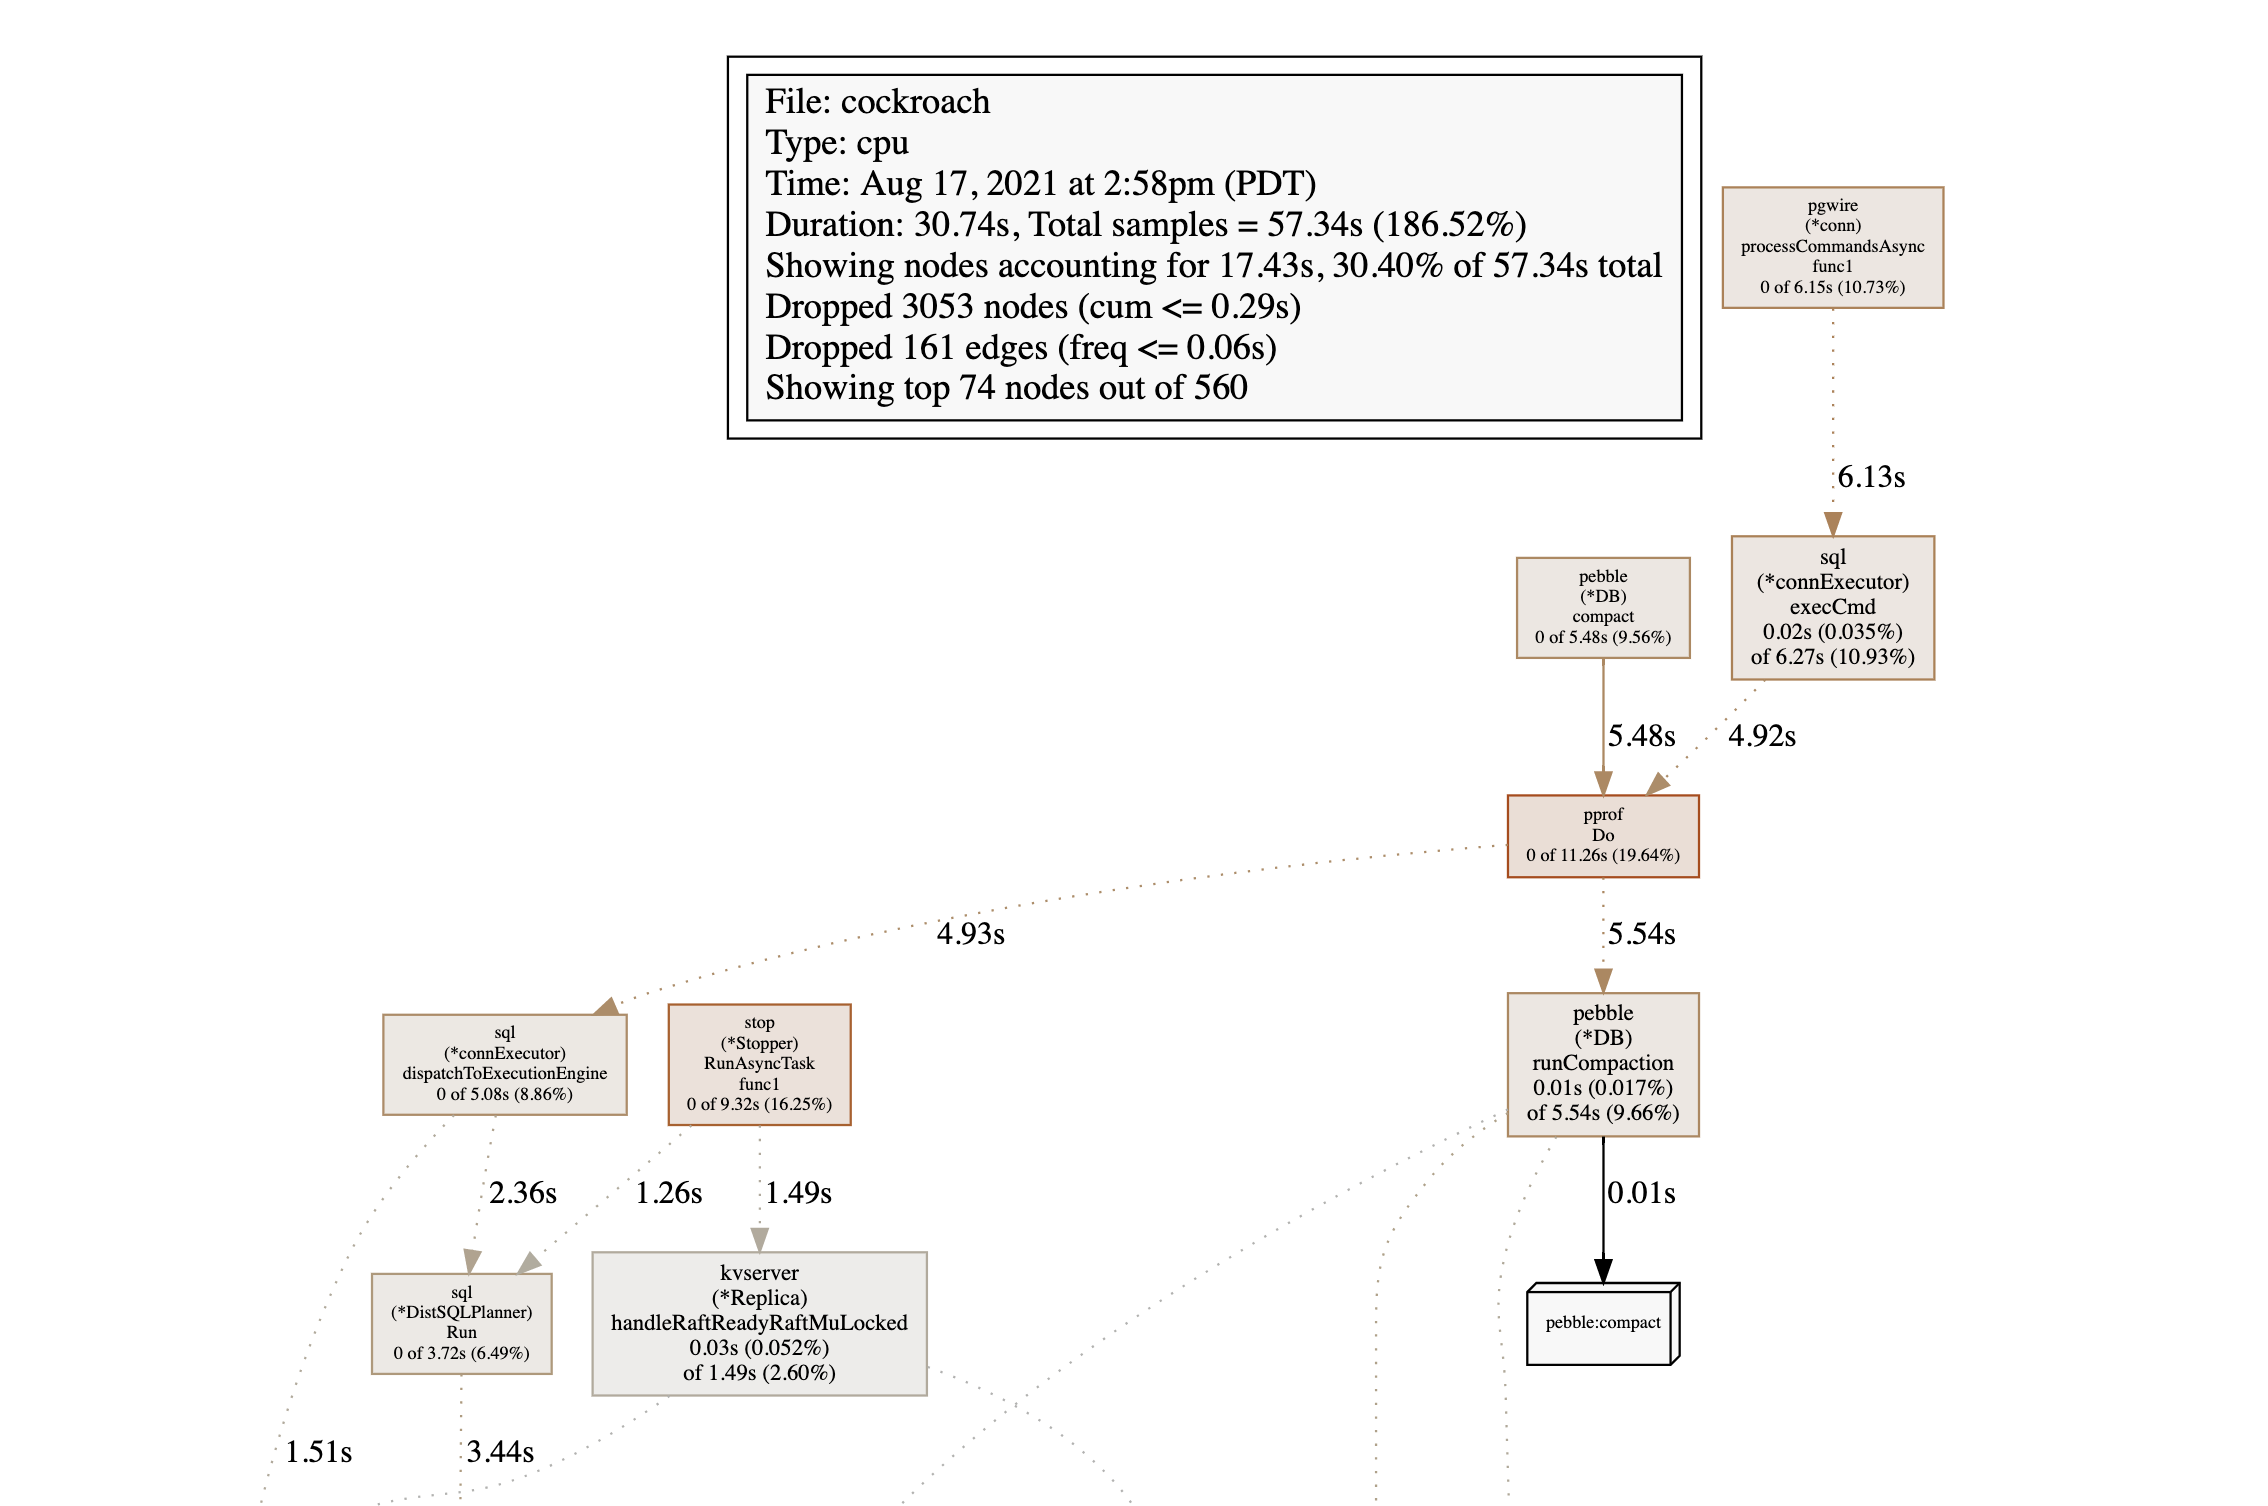 File: cockroach
Type: cpu
Time: Aug 17, 2021 at 2:58pm (PDT)
Duration: 30.74s, Total samples = 57.34s (186.52%)
Showing nodes accounting for 17.43s, 30.40% of 57.34s total
Dropped 3053 nodes (cum <= 0.29s)
Dropped 161 edges (freq <= 0.06s)
Showing top 74 nodes out of 560
pgwire
(*conn)
processCommandsAsync
func1
0 of 6.15s (10.73%)
6.13s
pebble
(*DB)
compact
0 of 5.48s (9.56%)
sql
(*connExecutor)
execCmd
0.02s (0.035%)
of 6.27s (10.93%)
5.48s
4.92s
pprof
Do
0 of 11.26s (19.64%)
4.93s
5.54s
sql
(*connExecutor)
dispatchToExecutionEngine
0 of 5.08s (8.86%)
stop
(*Stopper)
RunAsyncTask
func1
0 of 9.32s (16.25%)
pebble
(*DB)
runCompaction
0.01s (0.017%)
of 5.54s (9.66%)
2.36s
1.26s
1.49s
0.01s
sql
(*DistSQLPlanner)
Run
0 of 3.72s (6.49%)
kvserver
(*Replica)
handleRaftReadyRaftMuLocked
0.03s (0.052%)
of 1.49s (2.60%)
pebble:compact
1.51s
3.44s